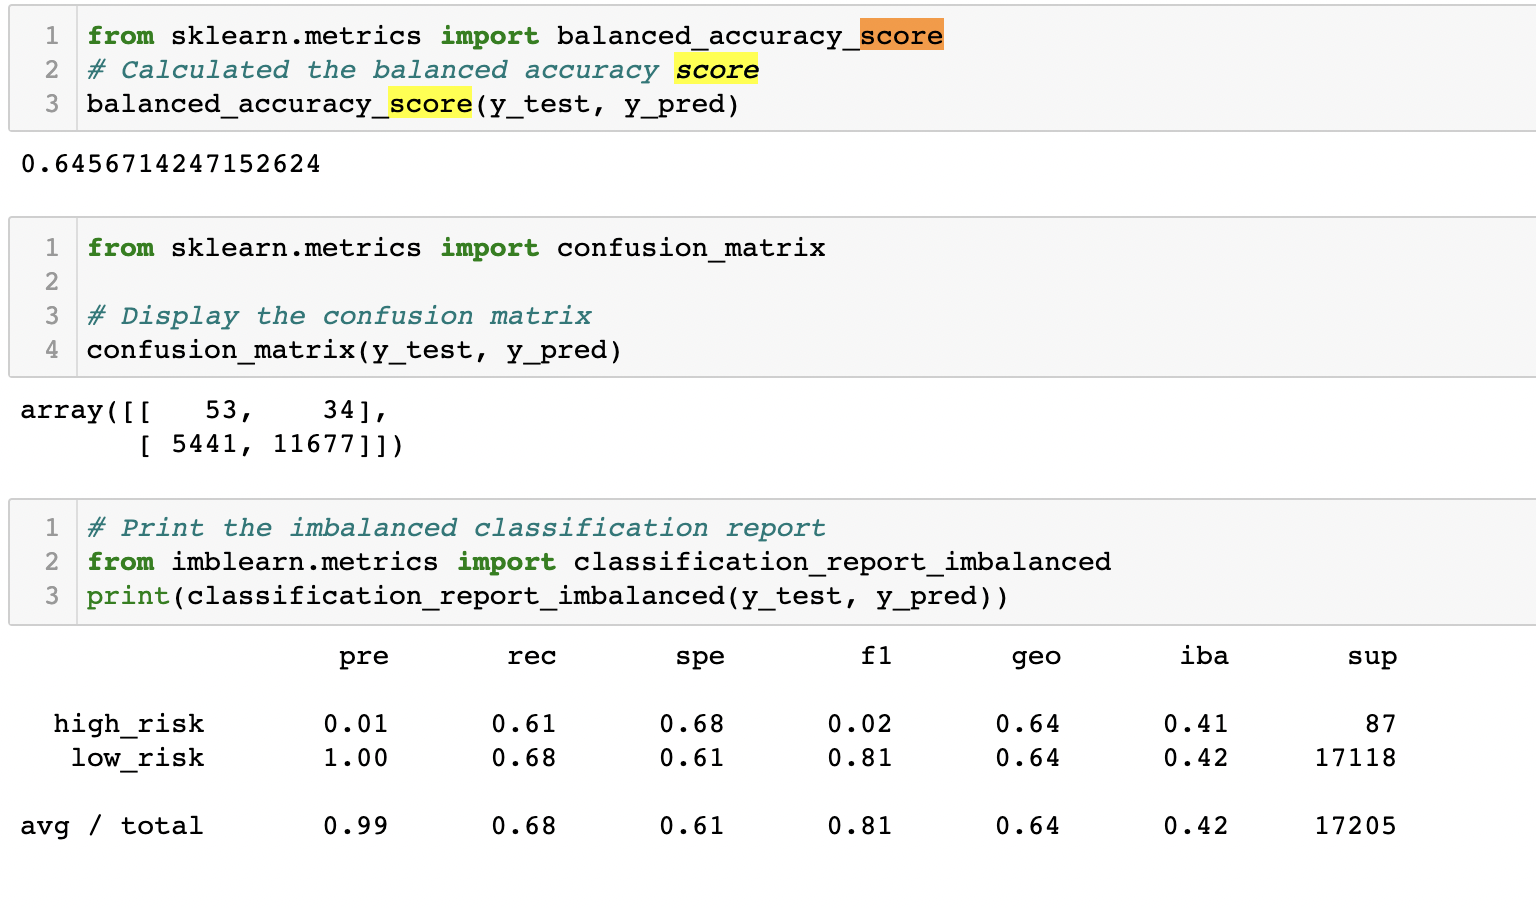 1 from sklearn.metrics import balanced_accuracy_score
2 # Calculated the balanced accuracy score
3 balanced_accuracy_score(y_test, y_pred)
0.6456714247152624
1 from sklearn.metrics import confusion_matrix
2
3 # Display the confusion matrix
4 confusion_matrix(y_test, y_pred)
array([[   53,    34],
       [ 5441, 11677]])
1 # Print the imbalanced classification report
2 from imblearn.metrics import classification_report_imbalanced
3 print(classification_report_imbalanced(y_test, y_pred))
                   pre       rec       spe        f1       geo       iba       sup
  high_risk       0.01      0.61      0.68      0.02      0.64      0.41        87
   low_risk       1.00      0.68      0.61      0.81      0.64      0.42     17118
avg / total       0.99      0.68      0.61      0.81      0.64      0.42     17205